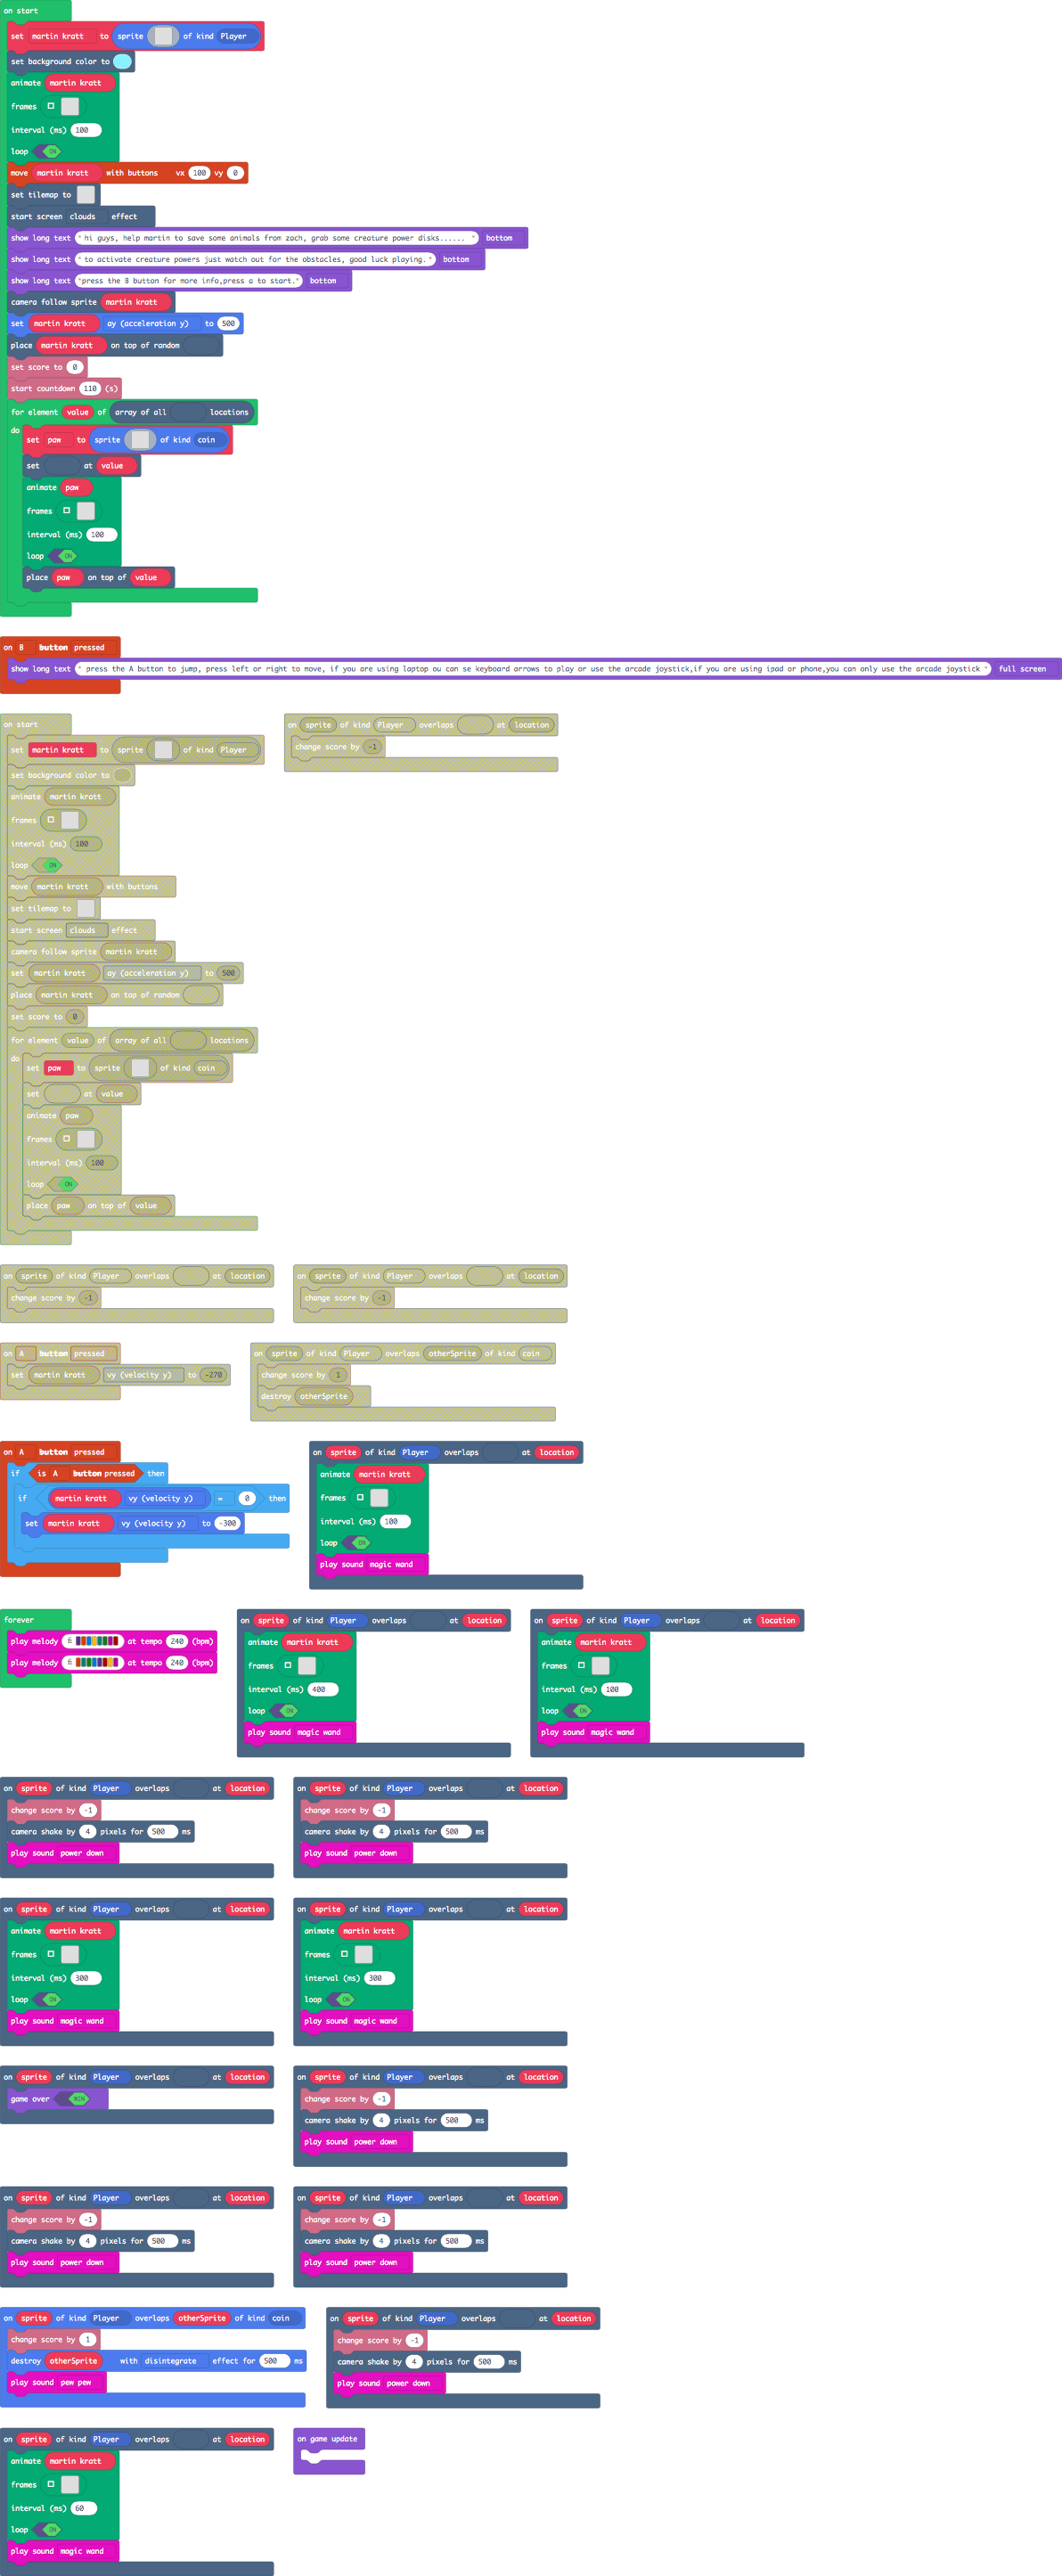 on start
set martin kratt to sprite of kind Player
set background color to
animate martin kratt
frames
interval (ms) 100
loop ON
move martin kratt with buttons vx 100 vy 0
set tilemap to
start screen clouds effect
show long text " hi guys, help martin to save some animals from zach, grab some creature power disks...... " bottom
show long text " to activate creature powers just watch out for the obstacles, good luck playing. " bottom
show long text "press the B button for more info,press a to start." bottom
camera follow sprite martin kratt
set martin kratt ay (acceleration y) to 500
place martin kratt on top of random
set score to 0
start countdown 110 (s)
for element value of array of all locations
do
set paw to sprite of kind coin
set at value
animate paw
frames
interval (ms) 100
loop ON
place paw on top of value
on B button pressed
show long text " press the A button to jump, press left or right to move, if you are using laptop ou can se keyboard arrows to play or use the arcade joystick,if you are using ipad or phone,you can only use the arcade joystick " full screen
on start
set martin kratt to sprite of kind Player
set background color to
animate martin kratt
frames
interval (ms) 100
loop ON
move martin kratt with buttons
set tilemap to
start screen clouds effect
camera follow sprite martin kratt
set martin kratt ay (acceleration y) to 500
place martin kratt on top of random
set score to 0
for element value of array of all locations
do
set paw to sprite of kind coin
set at value
animate paw
frames
interval (ms) 100
loop ON
place paw on top of value
on sprite of kind Player overlaps at location
change score by -1
on sprite of kind Player overlaps at location
change score by -1
on sprite of kind Player overlaps at location
change score by -1
on A button pressed
set martin kratt vy (velocity y) to -270
on sprite of kind Player overlaps otherSprite of kind coin
change score by 1
destroy otherSprite
on A button pressed
if is A button pressed then
if martin kratt vy (velocity y) = 0 then
set martin kratt vy (velocity y) to -300
on sprite of kind Player overlaps at location
animate martin kratt
frames
interval (ms) 100
loop ON
play sound magic wand
forever
play melody at tempo 240 (bpm)
play melody at tempo 240 (bpm)
on sprite of kind Player overlaps at location
animate martin kratt
frames
interval (ms) 400
loop ON
play sound magic wand
on sprite of kind Player overlaps at location
animate martin kratt
frames
interval (ms) 100
loop ON
play sound magic wand
on sprite of kind Player overlaps at location
change score by -1
camera shake by 4 pixels for 500 ms
play sound power down
on sprite of kind Player overlaps at location
change score by -1
camera shake by 4 pixels for 500 ms
play sound power down
on sprite of kind Player overlaps at location
animate martin kratt
frames
interval (ms) 300
loop ON
play sound magic wand
on sprite of kind Player overlaps at location
animate martin kratt
frames
interval (ms) 300
loop ON
play sound magic wand
on sprite of kind Player overlaps at location
game over WIN
on sprite of kind Player overlaps at location
change score by -1
camera shake by 4 pixels for 500 ms
play sound power down
on sprite of kind Player overlaps at location
change score by -1
camera shake by 4 pixels for 500 ms
play sound power down
on sprite of kind Player overlaps at location
change score by -1
camera shake by 4 pixels for 500 ms
play sound power down
on sprite of kind Player overlaps otherSprite of kind coin
change score by 1
destroy otherSprite with disintegrate effect for 500 ms
play sound pew pew
on sprite of kind Player overlaps at location
change score by -1
camera shake by 4 pixels for 500 ms
play sound power down
on sprite of kind Player overlaps at location
animate martin kratt
frames
interval (ms) 60
loop ON
play sound magic wand
on game update